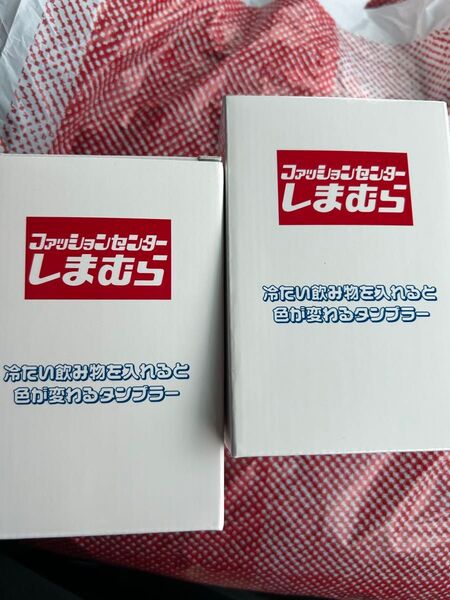 ファッションセンター
しまむら
冷たい飲み物を入れると
色が変わるタンブラー
ファッションセンター
しまむら
冷たい飲み物を入れると
色が変わるタンブラー